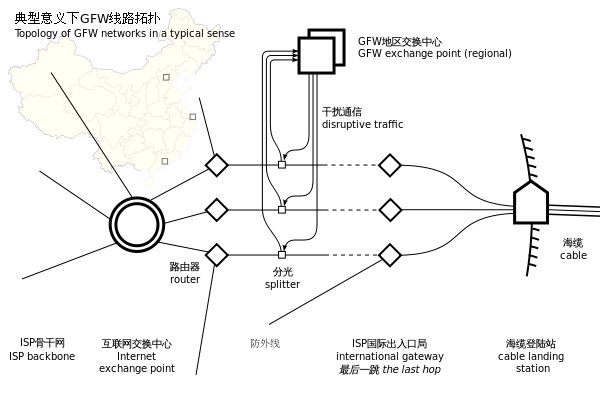 典型意义下GFW线路拓扑
Topology of GFW networks in a typical sense
GFW地区交换中心
GFW exchange point (regional)
干扰通信
disruptive traffic
海缆
cable
路由器
router
分光
splitter
ISP骨干网
ISP backbone
互联网交换中心
Internet
exchange point
防外线
ISP国际出入口局
international gateway
最后一跳 the last hop
海缆登陆站
cable landing
station